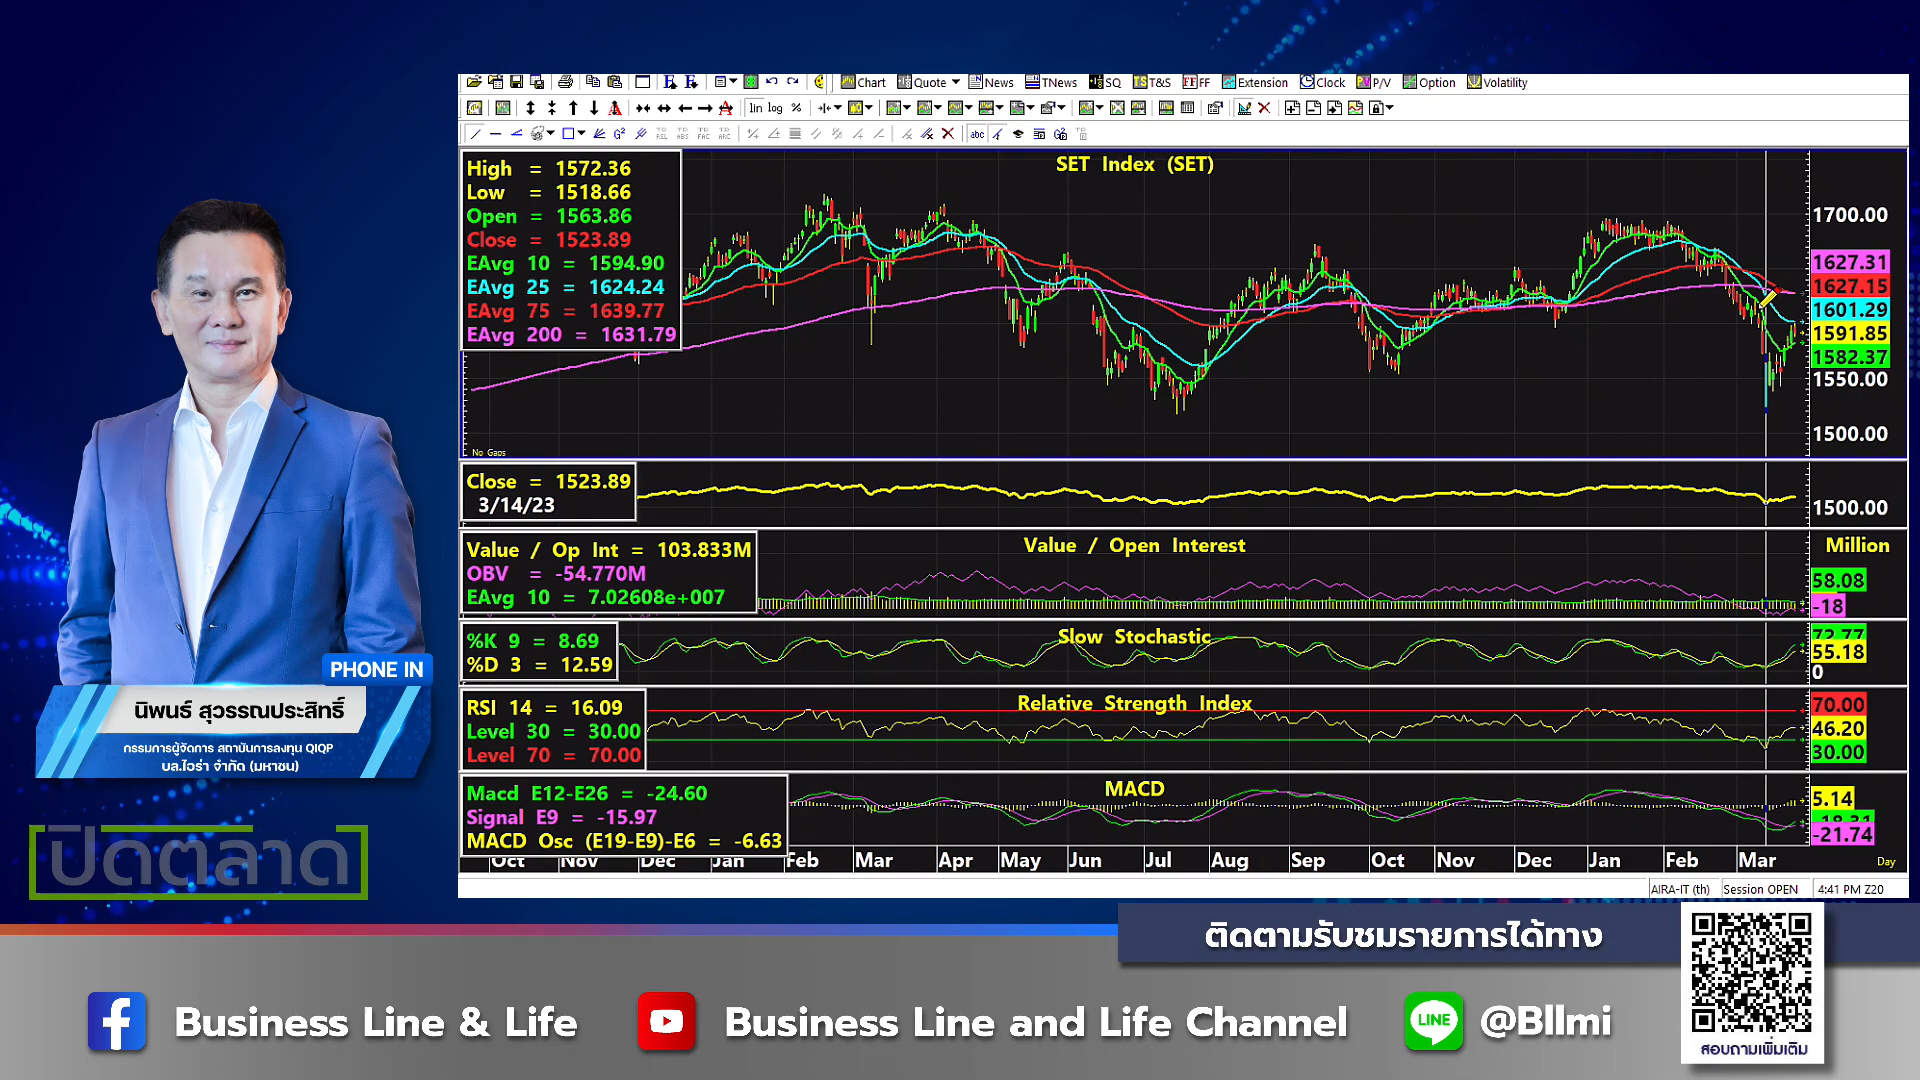 Chart Quote News TNews SQ TS T&S FF FF Extension Clock P/V Option Volatility
lin log %
abc
SET Index (SET)
High = 1572.36
Low = 1518.66
Open = 1563.86
Close = 1523.89
EAvg 10 = 1594.90
EAvg 25 = 1624.24
EAvg 75 = 1639.77
EAvg 200 = 1631.79
1700.00
1627.31
1627.15
1601.29
1591.85
1582.37
1550.00
1500.00
No Gaps
Close = 1523.89
3/14/23
1500.00
Value / Open Interest
Million
Value / Op Int = 103.833M
OBV = -54.770M
EAvg 10 = 7.02608e+007
58.08
-18
Slow Stochastic
%K 9 = 8.69
%D 3 = 12.59
72.77
55.18
0
Relative Strength Index
RSI 14 = 16.09
Level 30 = 30.00
Level 70 = 70.00
70.00
46.20
30.00
MACD
Macd E12-E26 = -24.60
Signal E9 = -15.97
MACD Osc (E19-E9)-E6 = -6.63
5.14
-21.74
Oct Nov Dec Jan Feb Mar Apr May Jun Jul Aug Sep Oct Nov Dec Jan Feb Mar Day
AIRA-IT (th) Session OPEN 4:41 PM Z20
PHONE IN
นิพนธ์ สุวรรณประสิทธิ์
กรรมการผู้จัดการ สถาบันการลงทุน QIQP
บล.ไอร่า จำกัด (มหาชน)
ปิดตลาด
ติดตามรับชมรายการได้ทาง
Business Line & Life
Business Line and Life Channel
LINE
@Bllmi
สอบถามเพิ่มเติม